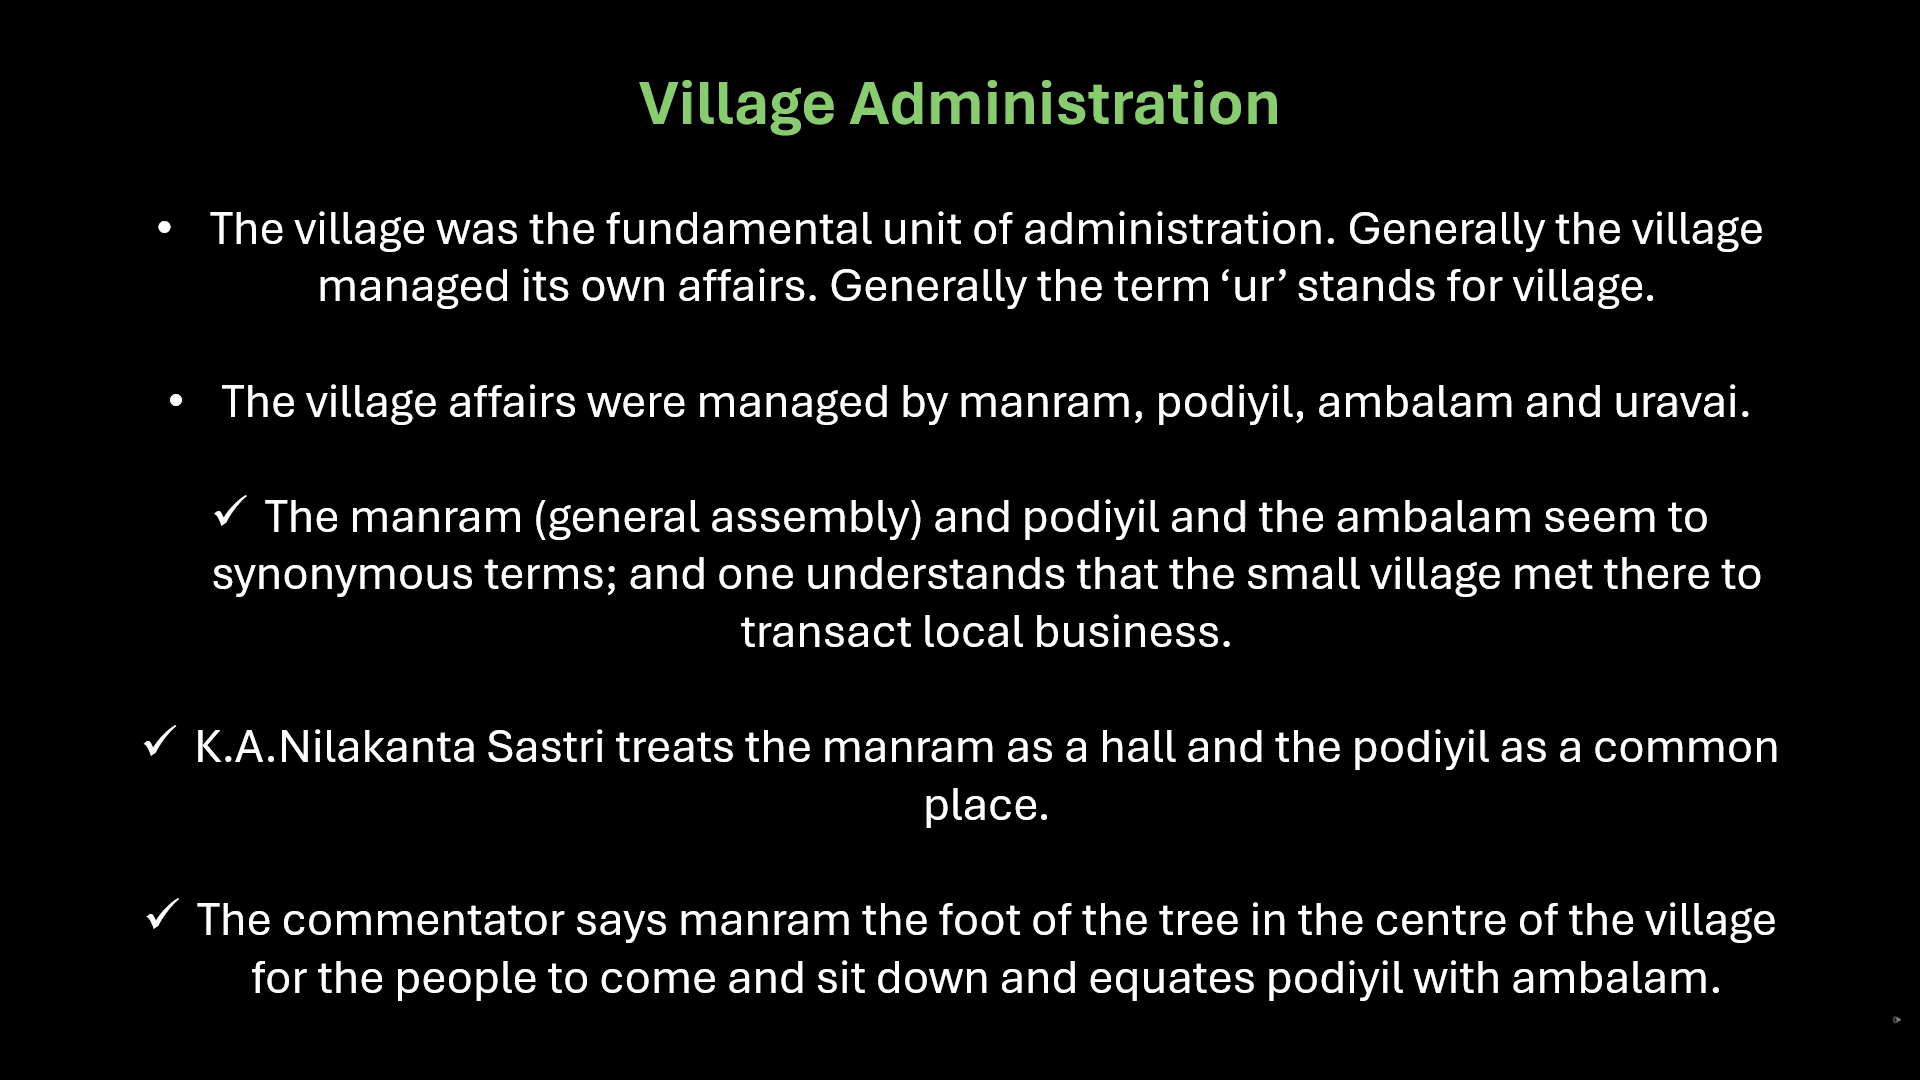 Village Administration
• The village was the fundamental unit of administration. Generally the village
managed its own affairs. Generally the term ‘ur’ stands for village.
• The village affairs were managed by manram, podiyil, ambalam and uravai.
✓ The manram (general assembly) and podiyil and the ambalam seem to
synonymous terms; and one understands that the small village met there to
transact local business.
✓ K.A.Nilakanta Sastri treats the manram as a hall and the podiyil as a common
place.
✓ The commentator says manram the foot of the tree in the centre of the village
for the people to come and sit down and equates podiyil with ambalam.